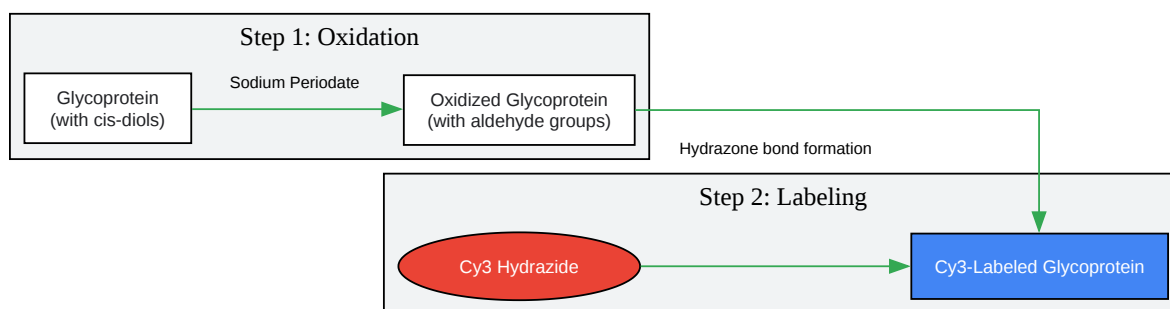 Step 1: Oxidation
Glycoprotein
(with cis-diols)
Sodium Periodate
Oxidized Glycoprotein
(with aldehyde groups)
Hydrazone bond formation
Step 2: Labeling
Cy3 Hydrazide
Cy3-Labeled Glycoprotein